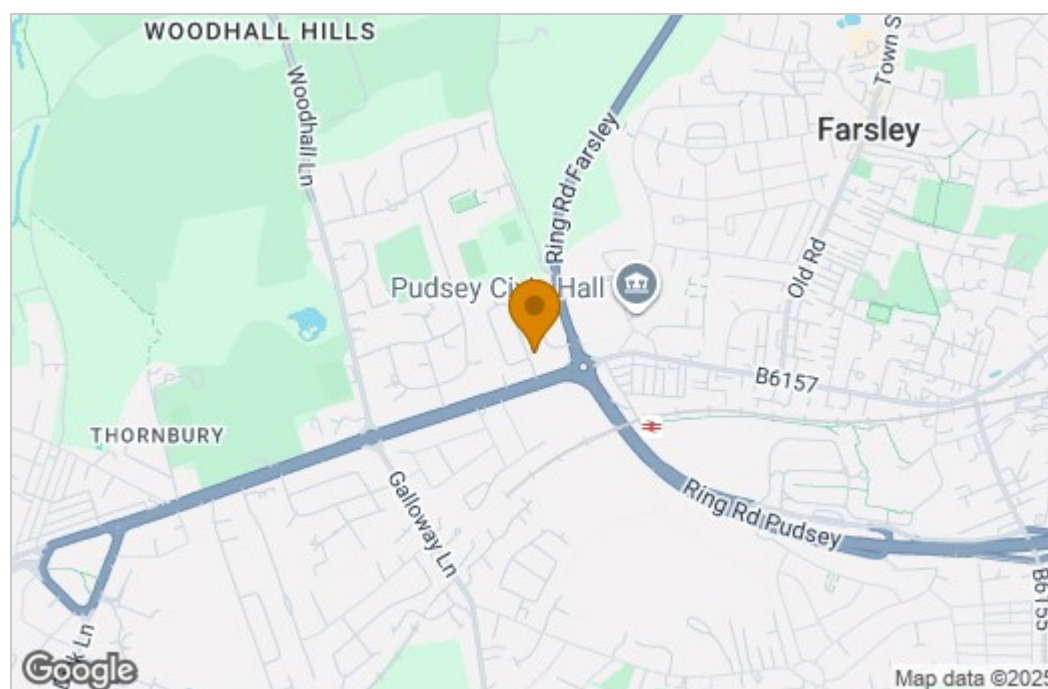 WOODHALL HILLS
Town S
Woodhall Ln
Farsley
Ring Rd Farsley
Pudsey Civic Hall
Old Rd
B6157
THORNBURY
Galloway Ln
Ring Rd Pudsey
B6155
Ln
Google
Map data ©2025